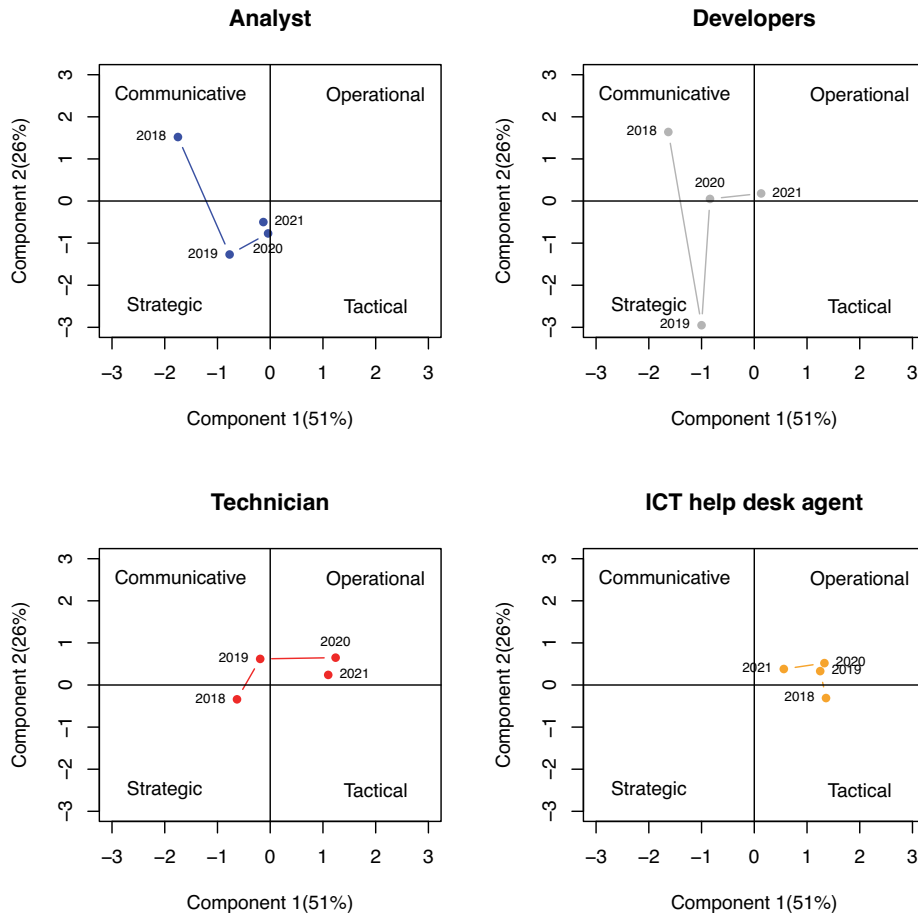 Analyst
Developers
Component 2(26%)
3
2
1
0
−1
−2
−3
Communicative
Operational
Strategic
Tactical
2018
2019
2020
2021
−3 −2 −1 0 1 2 3
Component 1(51%)
Component 2(26%)
3
2
1
0
−1
−2
−3
Communicative
Operational
Strategic
Tactical
2018
2019
2020
2021
−3 −2 −1 0 1 2 3
Component 1(51%)
Technician
ICT help desk agent
Component 2(26%)
3
2
1
0
−1
−2
−3
Communicative
Operational
Strategic
Tactical
2018
2019
2020
2021
−3 −2 −1 0 1 2 3
Component 1(51%)
Component 2(26%)
3
2
1
0
−1
−2
−3
Communicative
Operational
Strategic
Tactical
2021
2020
2019
2018
−3 −2 −1 0 1 2 3
Component 1(51%)